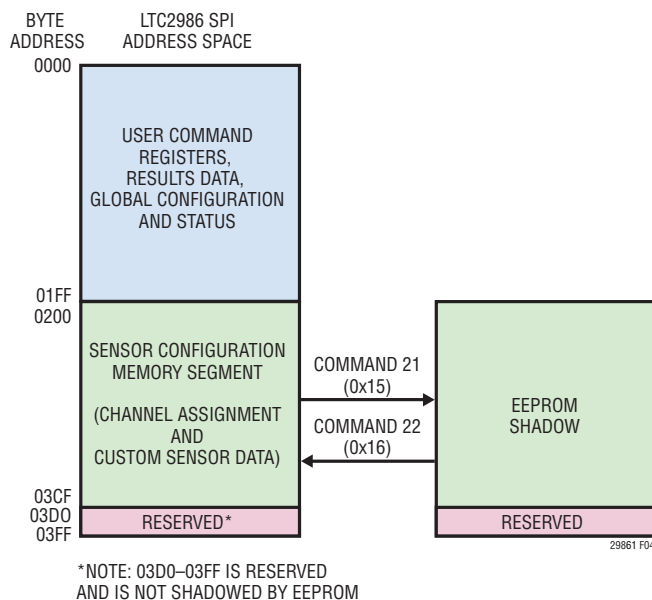 BYTE
ADDRESS
LTC2986 SPI
ADDRESS SPACE
0000
USER COMMAND
REGISTERS,
RESULTS DATA,
GLOBAL CONFIGURATION
AND STATUS
01FF
0200
SENSOR CONFIGURATION
MEMORY SEGMENT
(CHANNEL ASSIGNMENT
AND
CUSTOM SENSOR DATA)
COMMAND 21
(0x15)
COMMAND 22
(0x16)
EEPROM
SHADOW
03CF
03D0
03FF
RESERVED*
RESERVED
29861 F04
*NOTE: 03D0–03FF IS RESERVED
AND IS NOT SHADOWED BY EEPROM